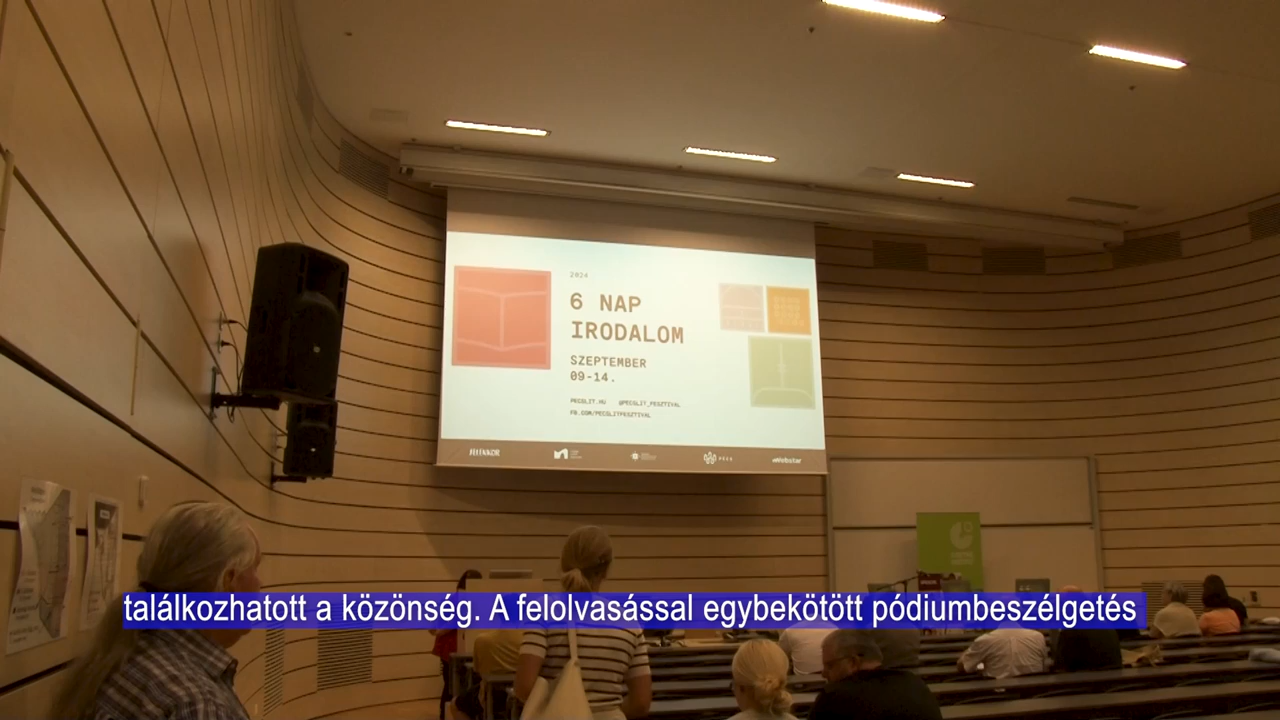 2024
6 NAP
IRODALOM
SZEPTEMBER
09-14.
PECSLIT.HU @PECSLIT_FESZTIVAL
FB.COM/PECSLITFESZTIVAL
JELENKOR
PÉCS
Webstar
találkozhatott a közönség. A felolvasással egybekötött pódiumbeszélgetés